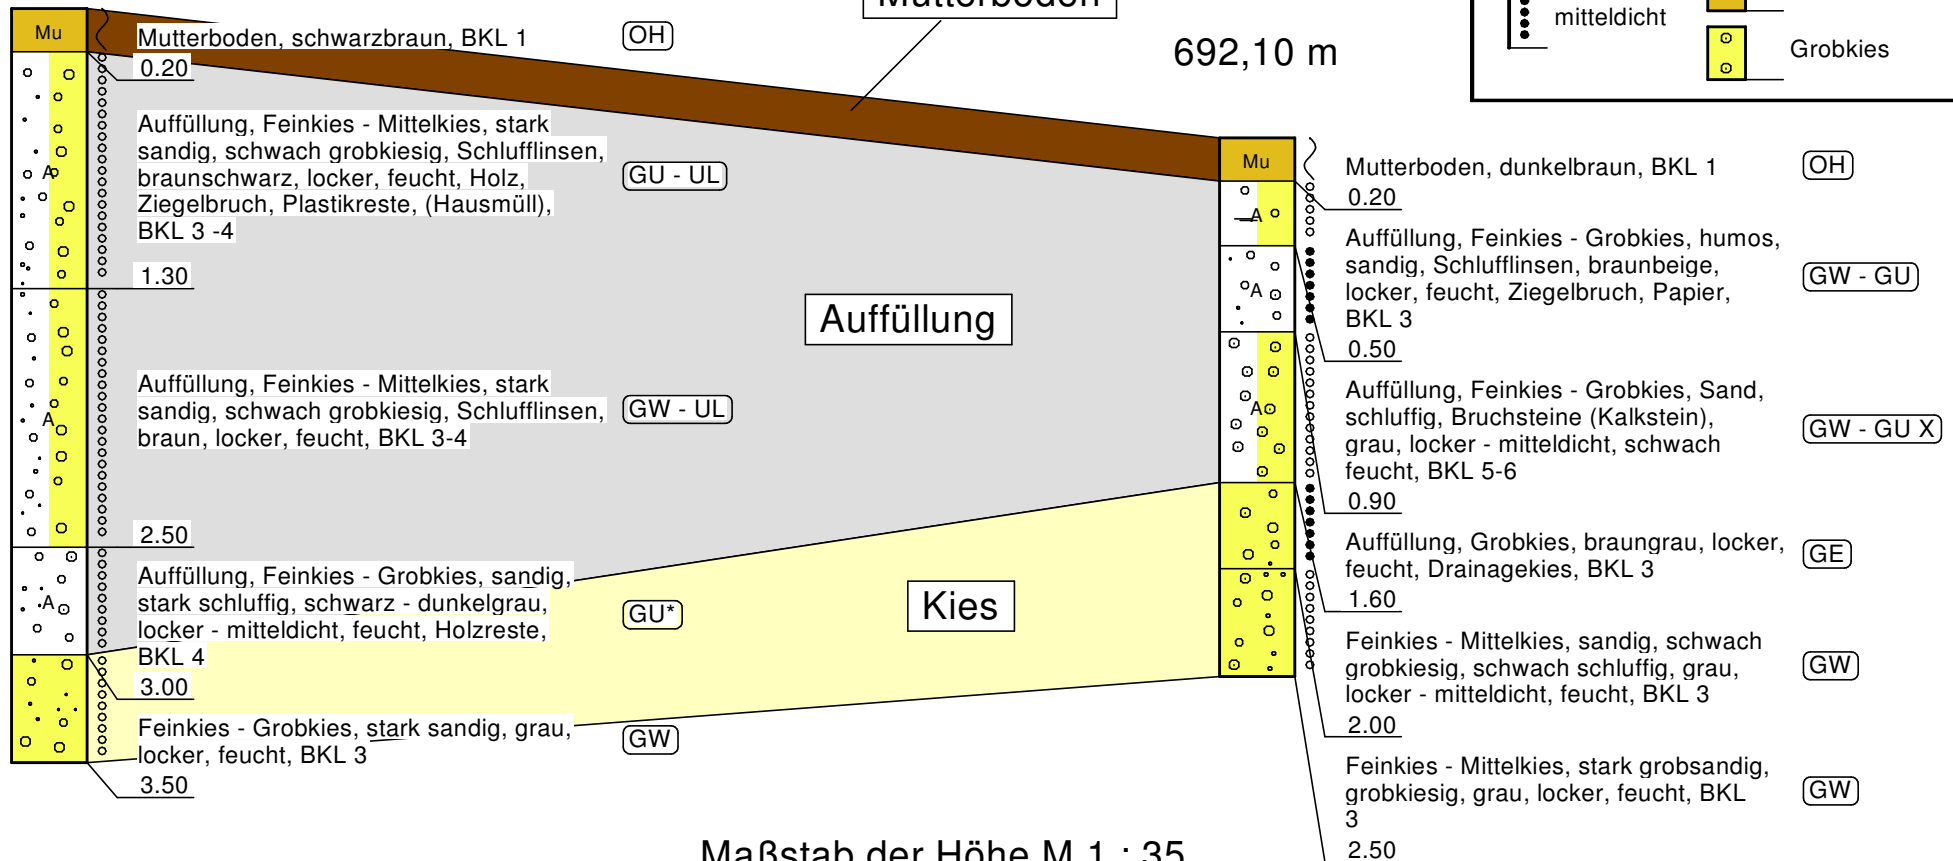 Mutterboden
692,10 m
mitteldicht
Grobkies
Mu
Mutterboden, schwarzbraun, BKL 1
OH
0.20
Auffüllung, Feinkies - Mittelkies, stark
sandig, schwach grobkiesig, Schlufflinsen,
braunschwarz, locker, feucht, Holz,
Ziegelbruch, Plastikreste, (Hausmüll),
BKL 3 -4
GU - UL
A
1.30
Auffüllung, Feinkies - Mittelkies, stark
sandig, schwach grobkiesig, Schlufflinsen,
braun, locker, feucht, BKL 3-4
GW - UL
A
2.50
Auffüllung, Feinkies - Grobkies, sandig,
stark schluffig, schwarz - dunkelgrau,
locker - mitteldicht, feucht, Holzreste,
BKL 4
GU*
A
3.00
Feinkies - Grobkies, stark sandig, grau,
locker, feucht, BKL 3
GW
3.50
Auffüllung
Kies
Mu
Mutterboden, dunkelbraun, BKL 1
OH
0.20
A
Auffüllung, Feinkies - Grobkies, humos,
sandig, Schlufflinsen, braunbeige,
locker, feucht, Ziegelbruch, Papier,
BKL 3
GW - GU
0.50
A
Auffüllung, Feinkies - Grobkies, Sand,
schluffig, Bruchsteine (Kalkstein),
grau, locker - mitteldicht, schwach
feucht, BKL 5-6
GW - GU X
0.90
A
Auffüllung, Grobkies, braungrau, locker,
feucht, Drainagekies, BKL 3
GE
1.60
Feinkies - Mittelkies, sandig, schwach
grobkiesig, schwach schluffig, grau,
locker - mitteldicht, feucht, BKL 3
GW
2.00
Feinkies - Mittelkies, stark grobsandig,
grobkiesig, grau, locker, feucht, BKL
3
GW
2.50
Maßstab der Höhe M 1 : 35